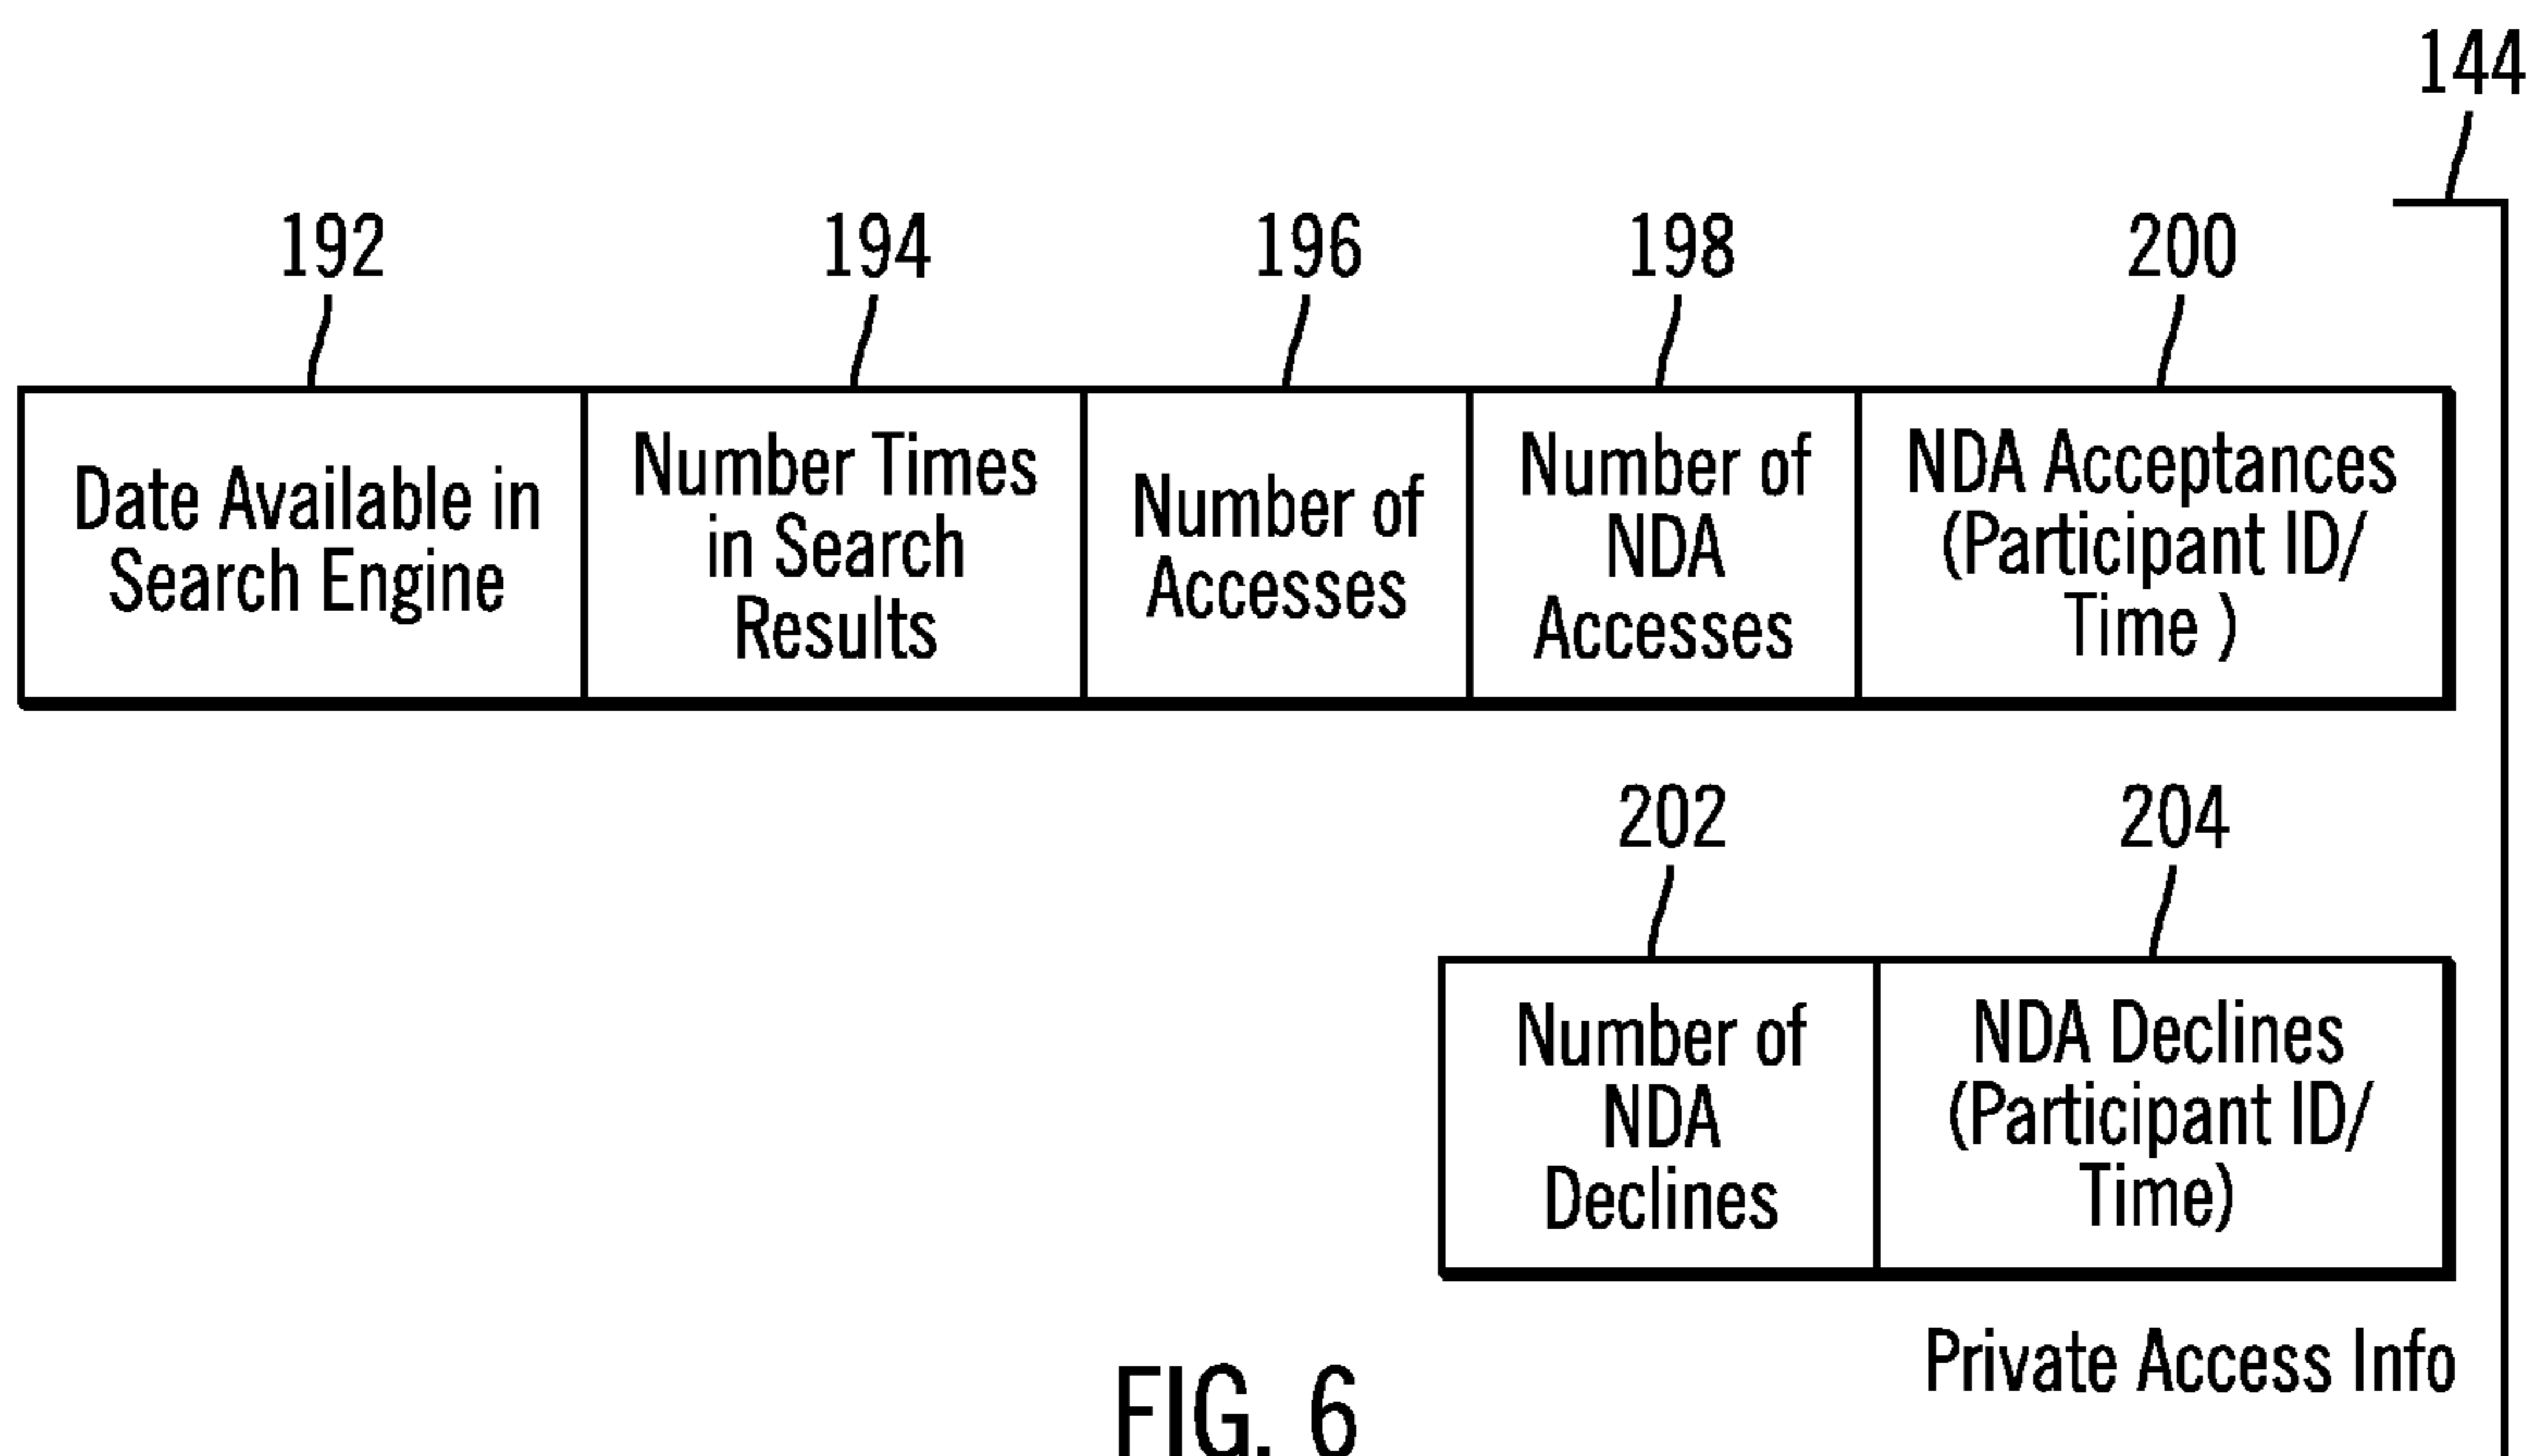 144
192
194
196
198
200
Date Available in
Search Engine
Number Times
in Search
Results
Number of
Accesses
Number of
NDA
Accesses
NDA Acceptances
(Participant ID/
Time )
202
204
Number of
NDA
Declines
NDA Declines
(Participant ID/
Time)
Private Access Info
FIG. 6